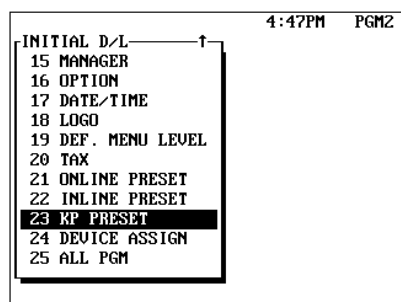 4:47PM PGM2
INITIAL D/L ↑
15 MANAGER
16 OPTION
17 DATE/TIME
18 LOGO
19 DEF. MENU LEVEL
20 TAX
21 ONLINE PRESET
22 INLINE PRESET
23 KP PRESET
24 DEVICE ASSIGN
25 ALL PGM